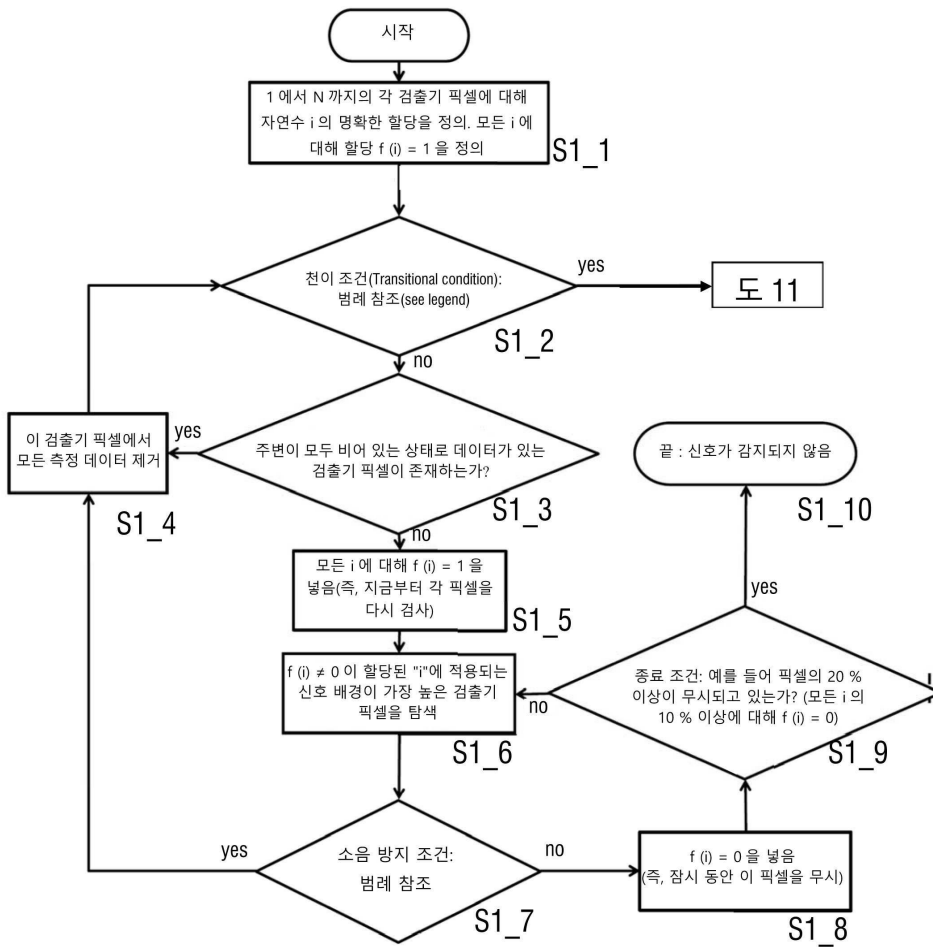 시작
1 에서 N 까지의 각 검출기 픽셀에 대해
자연수 i 의 명확한 할당을 정의. 모든 i 에
대해 할당 f (i) = 1 을 정의
S1_1
천이 조건(Transitional condition):
범례 참조(see legend)
S1_2
yes
도 11
no
주변이 모두 비어 있는 상태로 데이터가 있는
검출기 픽셀이 존재하는가?
S1_3
yes
이 검출기 픽셀에서
모든 측정 데이터 제거
S1_4
no
모든 i 에 대해 f (i) = 1 을
넣음(즉, 지금부터 각 픽셀을
다시 검사)
S1_5
f (i) ≠ 0 이 할당된 "i"에 적용되는
신호 배경이 가장 높은 검출기
픽셀을 탐색
S1_6
소음 방지 조건:
범례 참조
S1_7
yes
no
f (i) = 0 을 넣음
(즉, 잠시 동안 이 픽셀을 무시)
S1_8
종료 조건: 예를 들어 픽셀의 20 %
이상이 무시되고 있는가? (모든 i 의
10 % 이상에 대해 f (i) = 0)
S1_9
no
yes
끝 : 신호가 감지되지 않음
S1_10